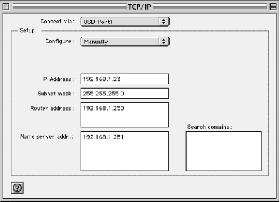 TCP/IP
Connect via: USB Port1
Setup
Configure: Manually
IP Address: 192.168.1.23
Subnet mask: 255.255.255.0
Router address: 192.168.1.250
Name server addr.: 192.168.1.251
Search domains: